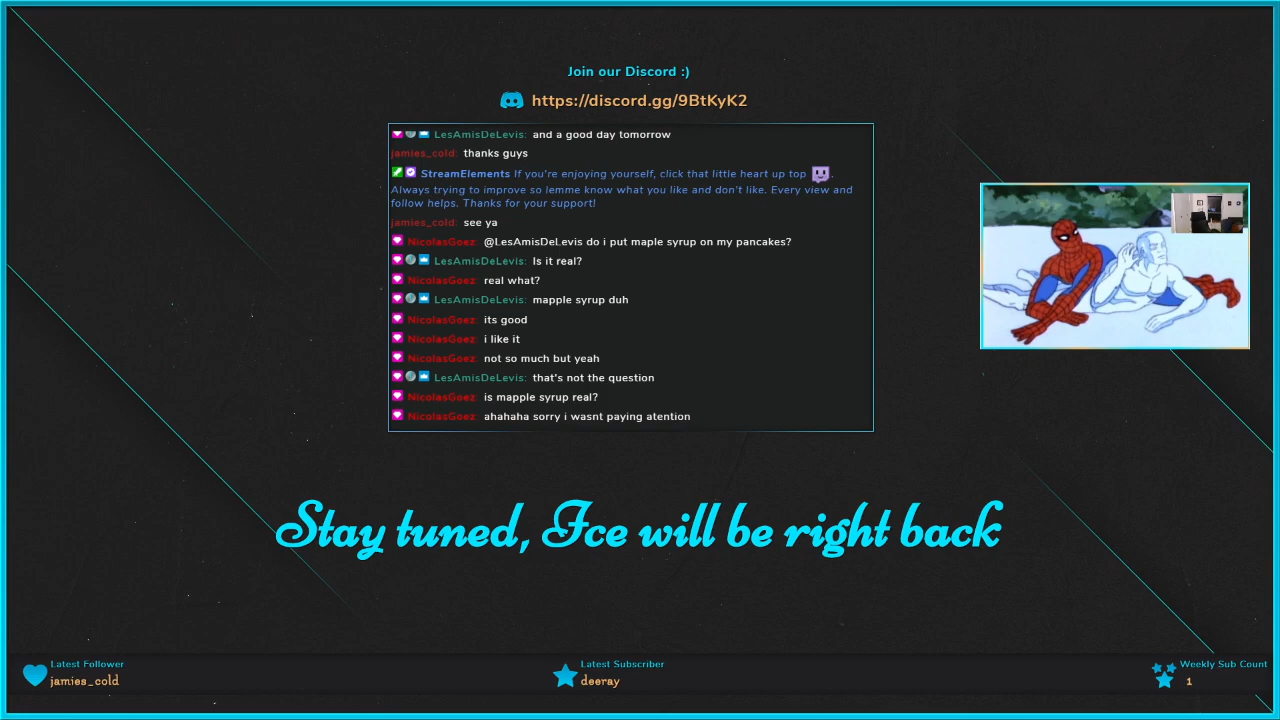 Join our Discord :)
https://discord.gg/9BtKyK2
LesAmisDeLevis: and a good day tomorrow
jamies_cold: thanks guys
StreamElements If you're enjoying yourself, click that little heart up top .
Always trying to improve so lemme know what you like and don't like. Every view and
follow helps. Thanks for your support!
jamies_cold: see ya
NicolasGoez: @LesAmisDeLevis do i put maple syrup on my pancakes?
LesAmisDeLevis: Is it real?
NicolasGoez: real what?
LesAmisDeLevis: mapple syrup duh
NicolasGoez: its good
NicolasGoez: i like it
NicolasGoez: not so much but yeah
LesAmisDeLevis: that's not the question
NicolasGoez: is mapple syrup real?
NicolasGoez: ahahaha sorry i wasnt paying atention
Stay tuned, Ice will be right back
Latest Follower
jamies_cold
Latest Subscriber
deeray
Weekly Sub Count
1